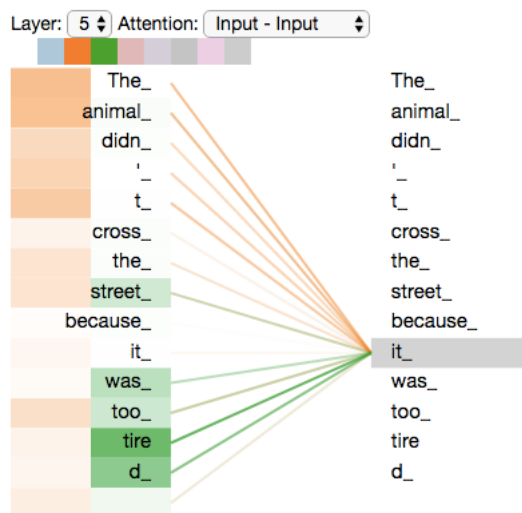 Layer: 5 Attention: Input - Input
The_ The_
animal_ animal_
didn_ didn_
'_ '_
t_ t_
cross_ cross_
the_ the_
street_ street_
because_ because_
it_ it_
was_ was_
too_ too_
tire tire
d_ d_